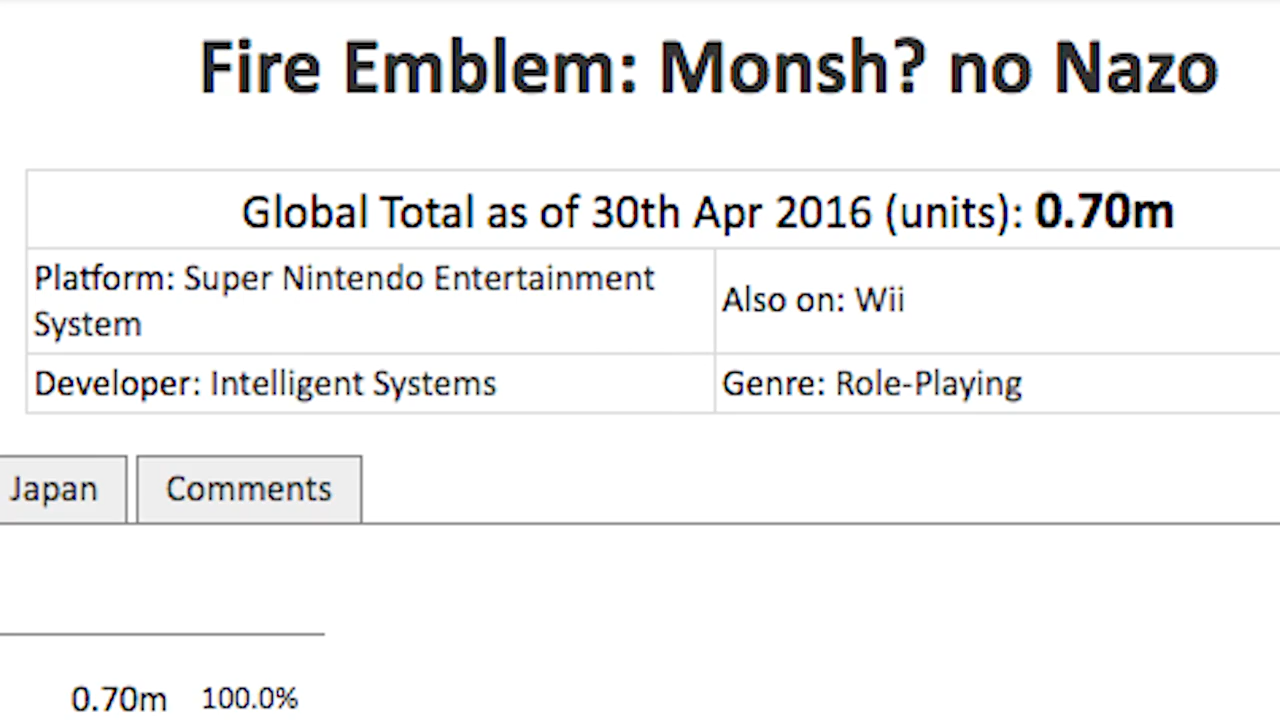 Fire Emblem: Monsh? no Nazo
Global Total as of 30th Apr 2016 (units): 0.70m
Platform: Super Nintendo Entertainment
System
Also on: Wii
Developer: Intelligent Systems
Genre: Role-Playing
Japan
Comments
0.70m 100.0%